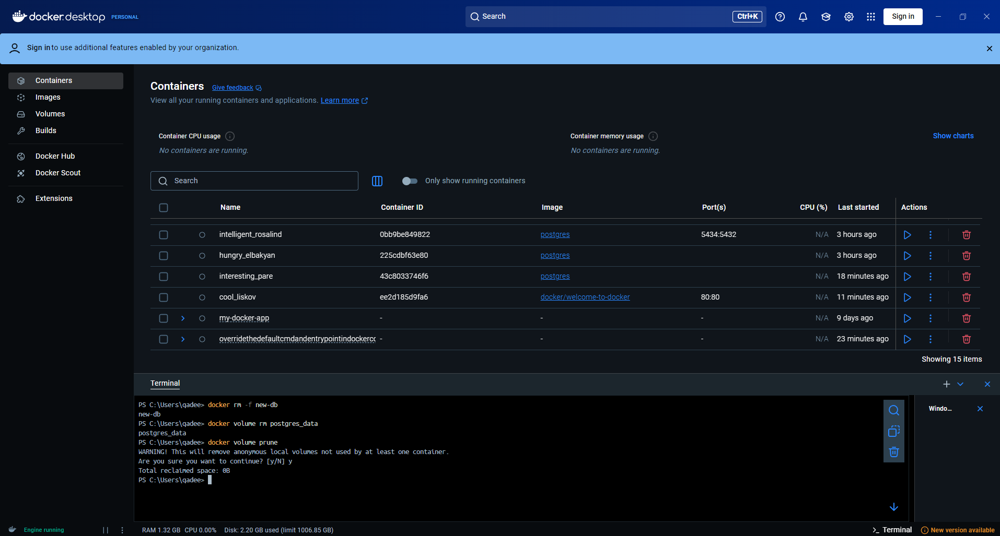 docker.desktop PERSONAL
Search Ctrl+K
Sign in
Sign in to use additional features enabled by your organization.
Containers
Images
Volumes
Builds
Docker Hub
Docker Scout
Extensions
Containers Give feedback
View all your running containers and applications. Learn more
Container CPU usage
No containers are running.
Container memory usage
No containers are running.
Show charts
Search
Only show running containers
Name Container ID Image Port(s) CPU (%) Last started Actions
intelligent_rosalind 0bb9be849822 postgres 5434:5432 N/A 3 hours ago
hungry_elbakyan 225cdbf63e80 postgres N/A 3 hours ago
interesting_pare 43c8033746f6 postgres N/A 18 minutes ago
cool_liskov ee2d185d9fa6 docker/welcome-to-docker 80:80 N/A 11 minutes ago
my-docker-app - - - N/A 9 days ago
overridethedefaultcmdandentrypointindockercc - - - N/A 23 minutes ago
Showing 15 items
Terminal
PS C:\Users\qadee> docker rm -f new-db
new-db
PS C:\Users\qadee> docker volume rm postgres_data
postgres_data
PS C:\Users\qadee> docker volume prune
WARNING! This will remove anonymous local volumes not used by at least one container.
Are you sure you want to continue? [y/N] y
Total reclaimed space: 0B
PS C:\Users\qadee>
Windo...
Engine running
RAM 1.32 GB CPU 0.00% Disk: 2.20 GB used (limit 1006.85 GB)
>_ Terminal
New version available